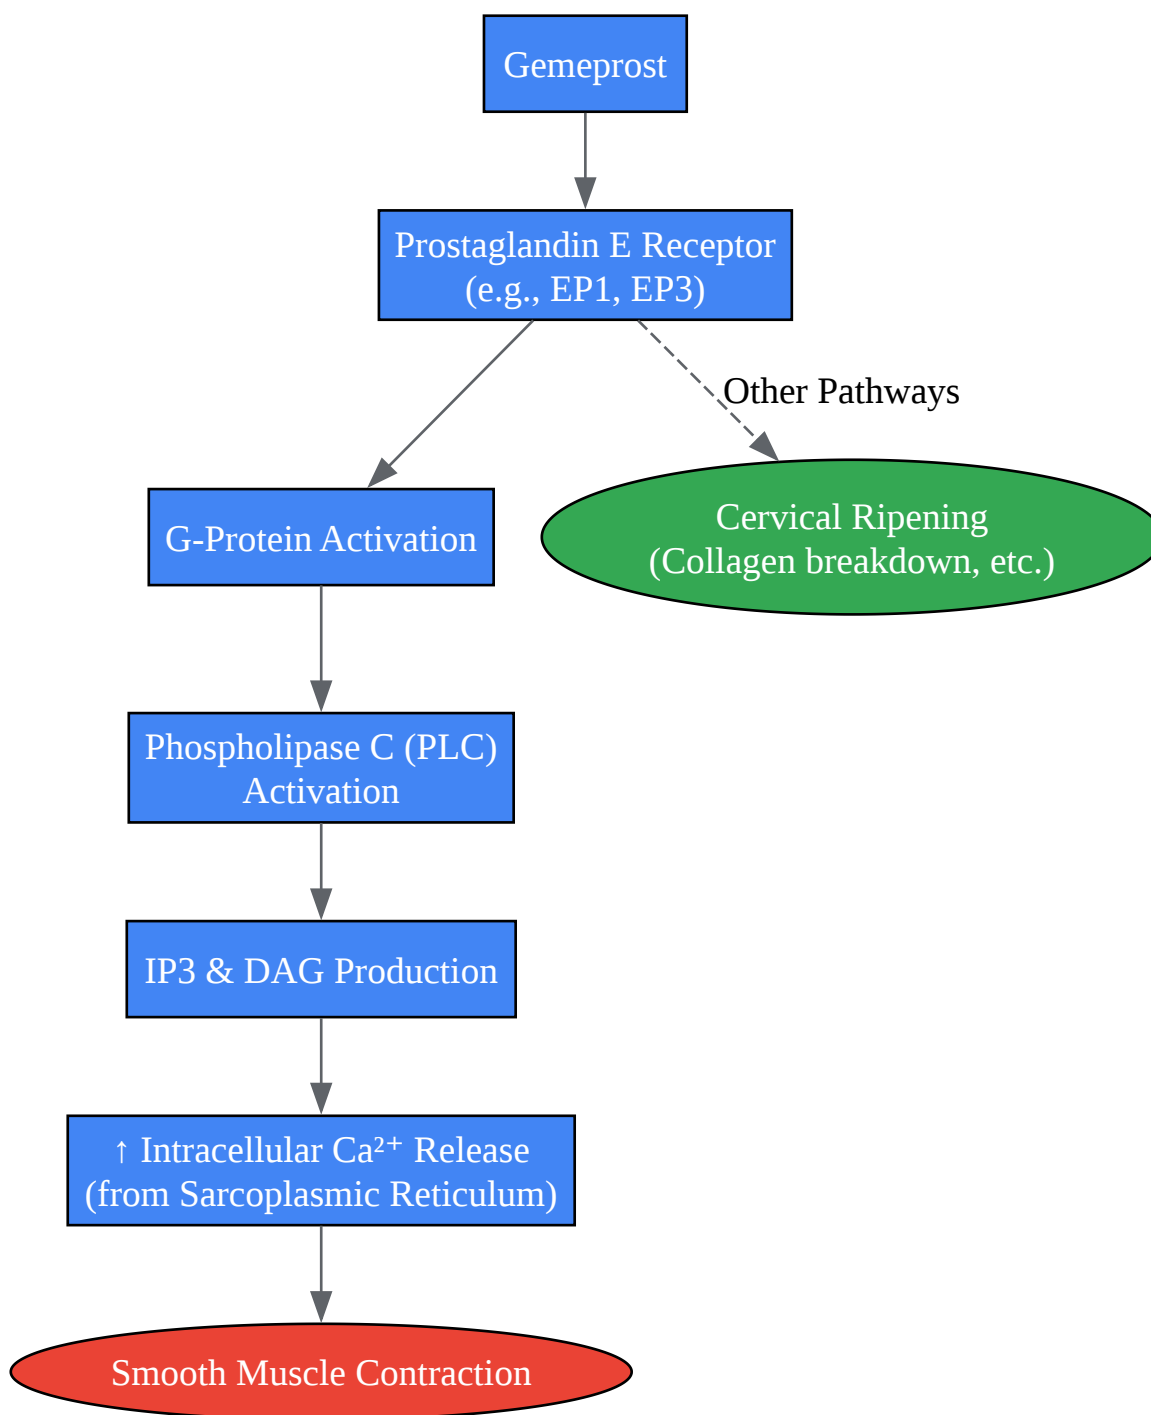 Gemeprost
Prostaglandin E Receptor
(e.g., EP1, EP3)
Other Pathways
G-Protein Activation
Cervical Ripening
(Collagen breakdown, etc.)
Phospholipase C (PLC)
Activation
IP3 & DAG Production
↑ Intracellular Ca²⁺ Release
(from Sarcoplasmic Reticulum)
Smooth Muscle Contraction